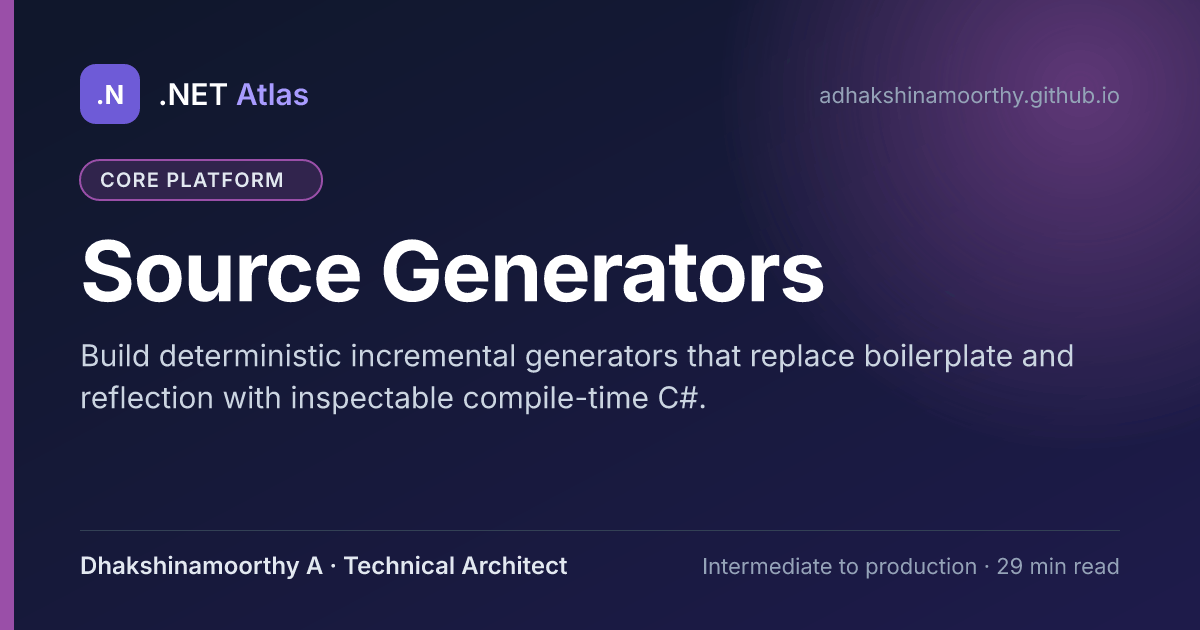 .N
.NET Atlas
adhakshinamoorthy.github.io
CORE PLATFORM
Source Generators
Build deterministic incremental generators that replace boilerplate and
reflection with inspectable compile-time C#.
Dhakshinamoorthy A · Technical Architect
Intermediate to production · 29 min read